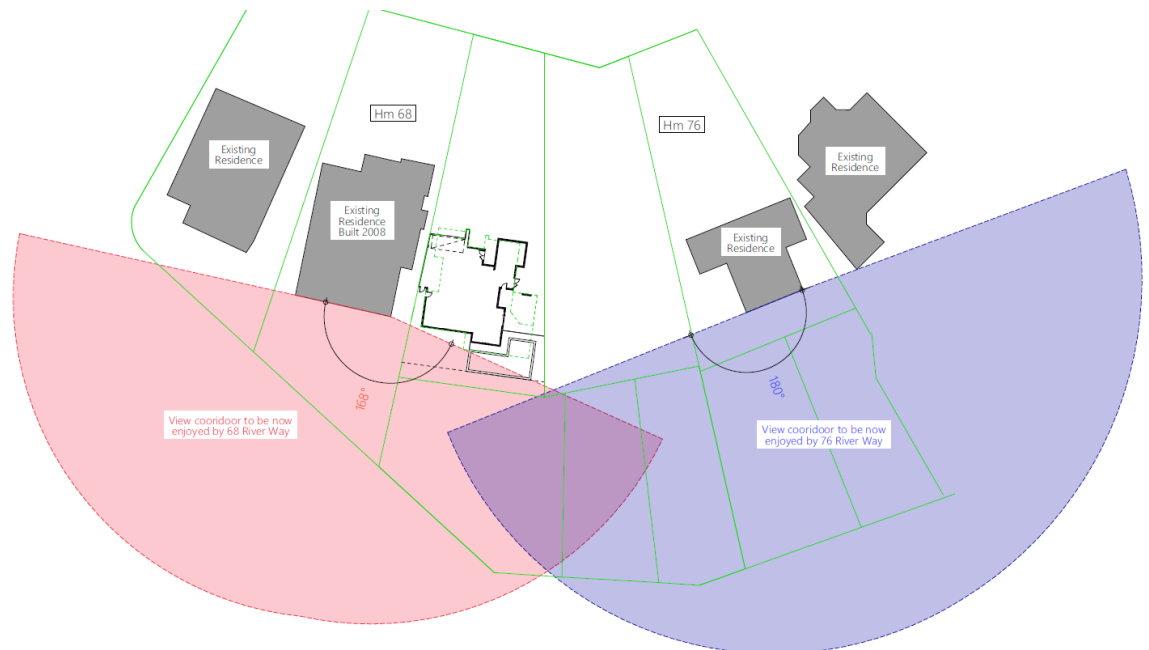 Hm 68
Hm 76
Existing
Residence
Existing
Residence
Existing
Residence
Built 2008
Existing
Residence
168°
180°
View cooridoor to be now
enjoyed by 68 River Way
View cooridoor to be now
enjoyed by 76 River Way